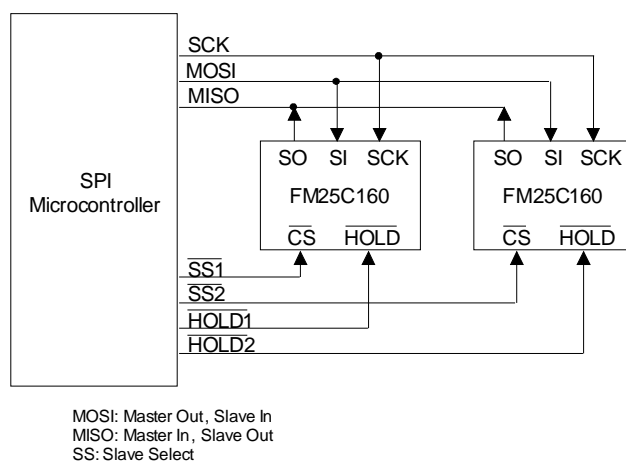 SCK
MOSI
MISO
SO SI SCK
SO SI SCK
SPI
Microcontroller
FM25C160
FM25C160
CS HOLD
CS HOLD
SS1
SS2
HOLD1
HOLD2
MOSI: Master Out, Slave In
MISO: Master In, Slave Out
SS: Slave Select